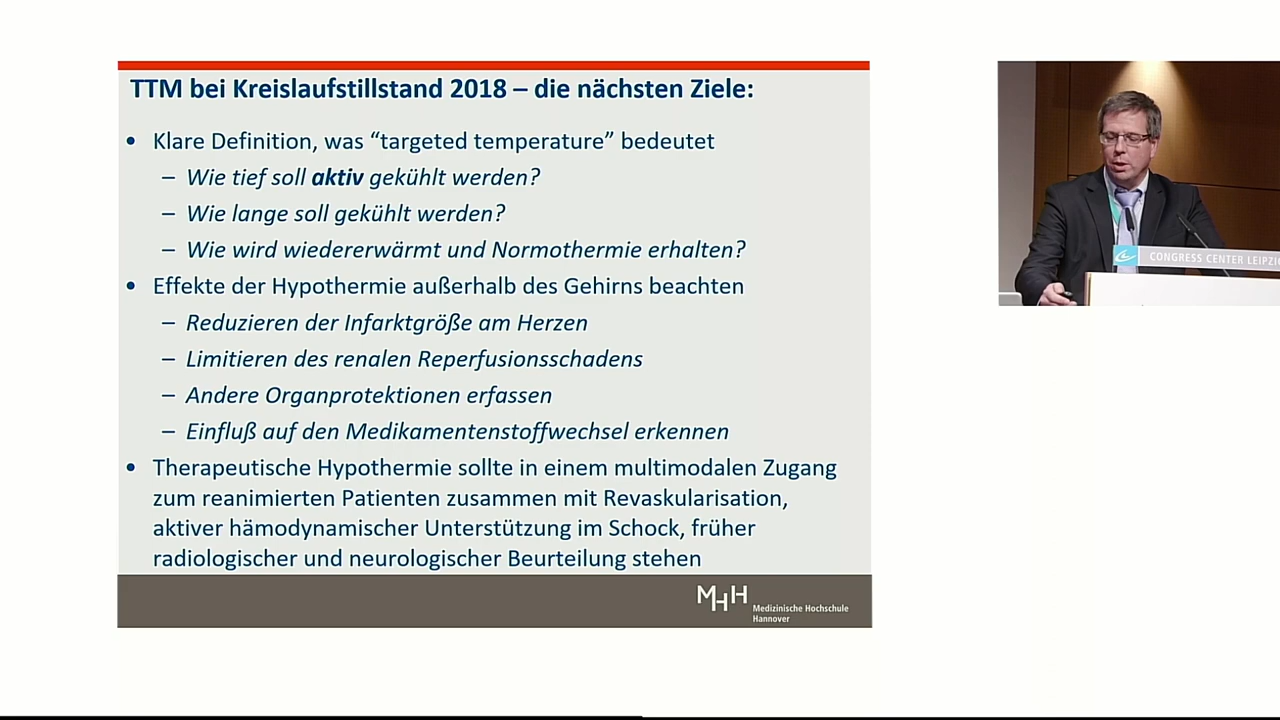 TTM bei Kreislaufstillstand 2018 – die nächsten Ziele:
• Klare Definition, was “targeted temperature” bedeutet
– Wie tief soll aktiv gekühlt werden?
– Wie lange soll gekühlt werden?
– Wie wird wiedererwärmt und Normothermie erhalten?
• Effekte der Hypothermie außerhalb des Gehirns beachten
– Reduzieren der Infarktgröße am Herzen
– Limitieren des renalen Reperfusionsschadens
– Andere Organprotektionen erfassen
– Einfluß auf den Medikamentenstoffwechsel erkennen
• Therapeutische Hypothermie sollte in einem multimodalen Zugang
zum reanimierten Patienten zusammen mit Revaskularisation,
aktiver hämodynamischer Unterstützung im Schock, früher
radiologischer und neurologischer Beurteilung stehen
MHH
Medizinische Hochschule
Hannover
CONGRESS CENTER LEIPZIG